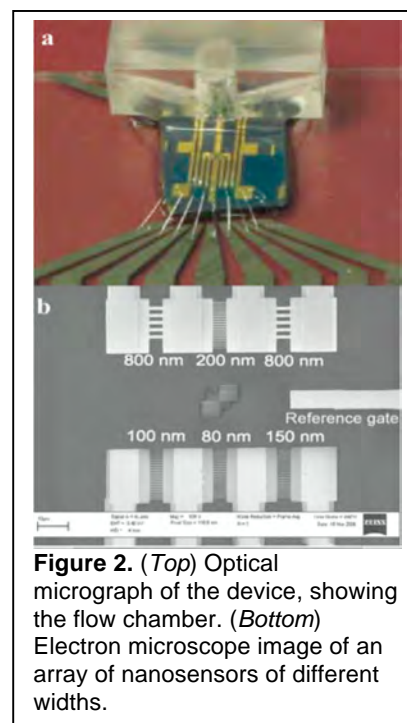 a
b
800 nm 200 nm 800 nm
Reference gate
100 nm 80 nm 150 nm
ZEISS
Figure 2. (Top) Optical
micrograph of the device, showing
the flow chamber. (Bottom)
Electron microscope image of an
array of nanosensors of different
widths.